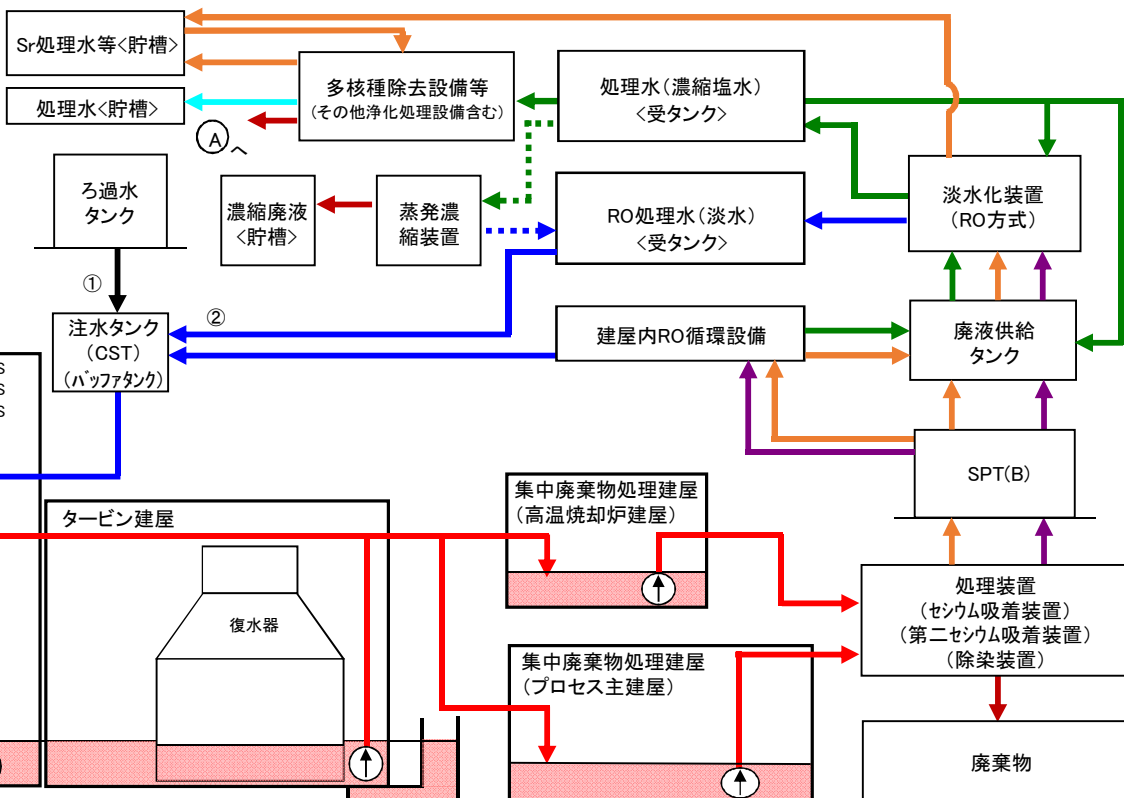 Sr処理水等<貯槽>
処理水<貯槽>
多核種除去設備等
(その他浄化処理設備含む)
Aへ
処理水(濃縮塩水)
<受タンク>
淡水化装置
(RO方式)
ろ過水
タンク
濃縮廃液
<貯槽>
蒸発濃
縮装置
RO処理水(淡水)
<受タンク>
①
②
注水タンク
(CST)
(バッファタンク)
建屋内RO循環設備
廃液供給
タンク
S
S
S
SPT(B)
タービン建屋
復水器
集中廃棄物処理建屋
(高温焼却炉建屋)
集中廃棄物処理建屋
(プロセス主建屋)
処理装置
(セシウム吸着装置)
(第二セシウム吸着装置)
(除染装置)
廃棄物